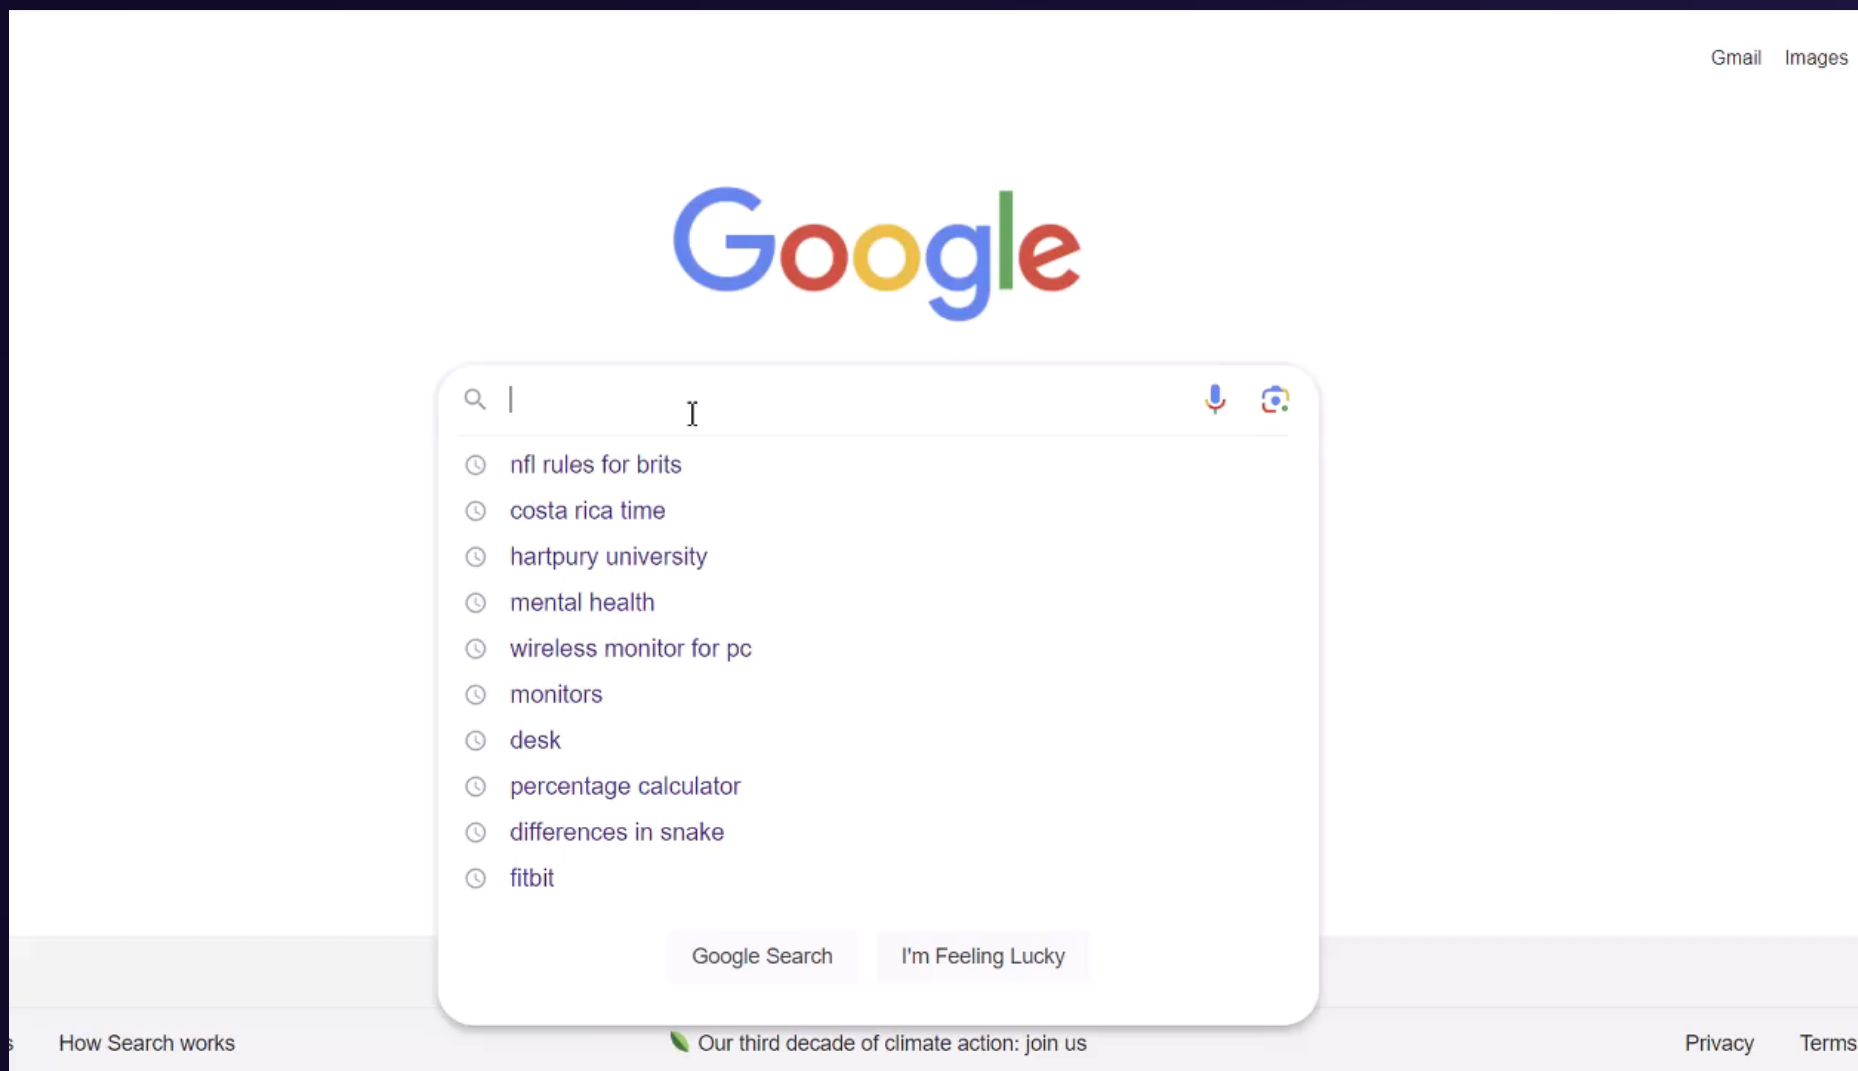 Gmail Images
Google
nfl rules for brits
costa rica time
hartpury university
mental health
wireless monitor for pc
monitors
desk
percentage calculator
differences in snake
fitbit
Google Search I'm Feeling Lucky
How Search works Our third decade of climate action: join us Privacy Terms